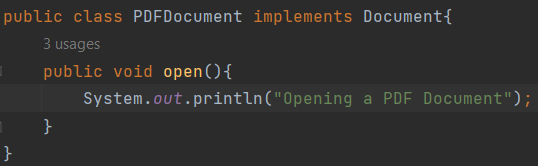 public class PDFDocument implements Document{
3 usages
public void open(){
System.out.println("Opening a PDF Document");
}
}